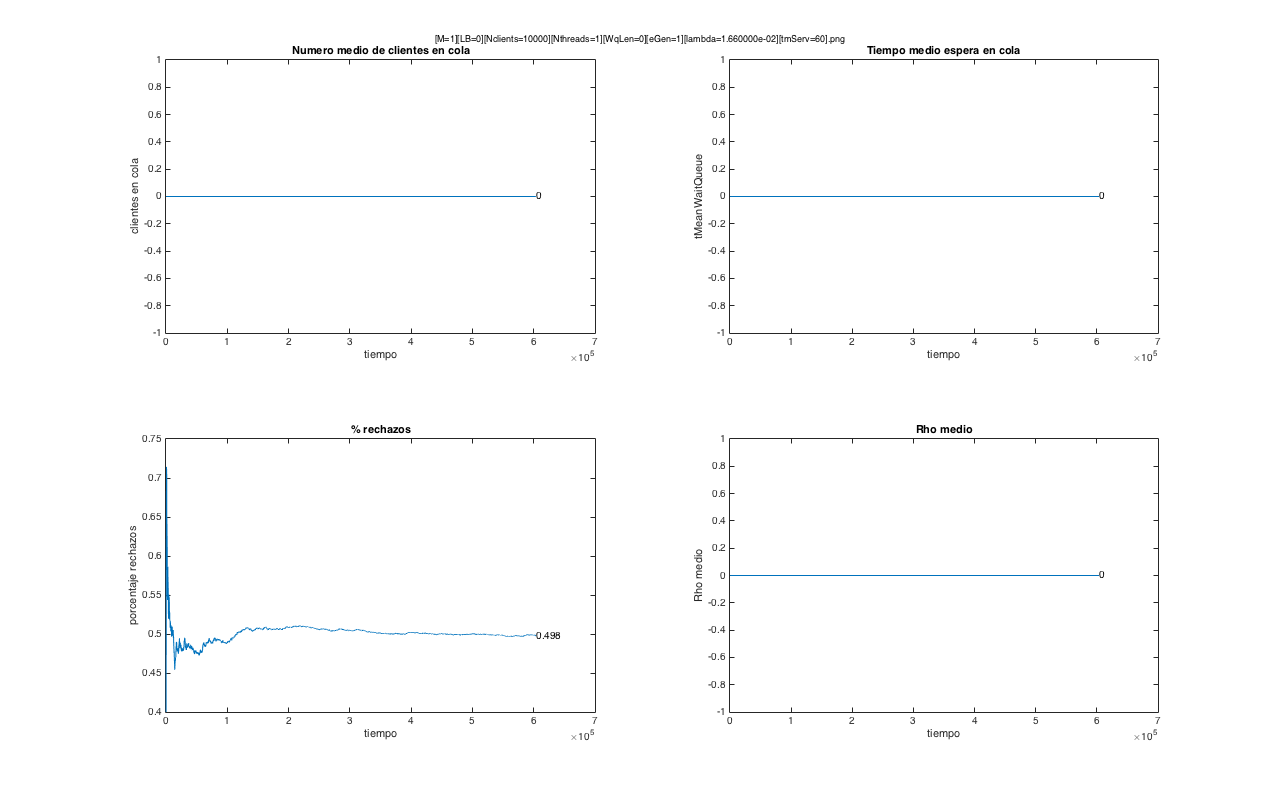 [M=1][LB=0][Nclients=10000][Nthreads=1][WqLen=0][eGen=1][lambda=1.660000e-02][tmServ=60].png
Numero medio de clientes en cola
1
0.8
0.6
0.4
0.2
0
-0.2
-0.4
-0.6
-0.8
-1
clientes en cola
0
0 1 2 3 4 5 6 7
tiempo
×10^5
Tiempo medio espera en cola
1
0.8
0.6
0.4
0.2
0
-0.2
-0.4
-0.6
-0.8
-1
tMeanWaitQueue
0
0 1 2 3 4 5 6 7
tiempo
×10^5
% rechazos
0.75
0.7
0.65
0.6
0.55
0.5
0.45
0.4
porcentaje rechazos
0.498
0 1 2 3 4 5 6 7
tiempo
×10^5
Rho medio
1
0.8
0.6
0.4
0.2
0
-0.2
-0.4
-0.6
-0.8
-1
Rho medio
0
0 1 2 3 4 5 6 7
tiempo
×10^5